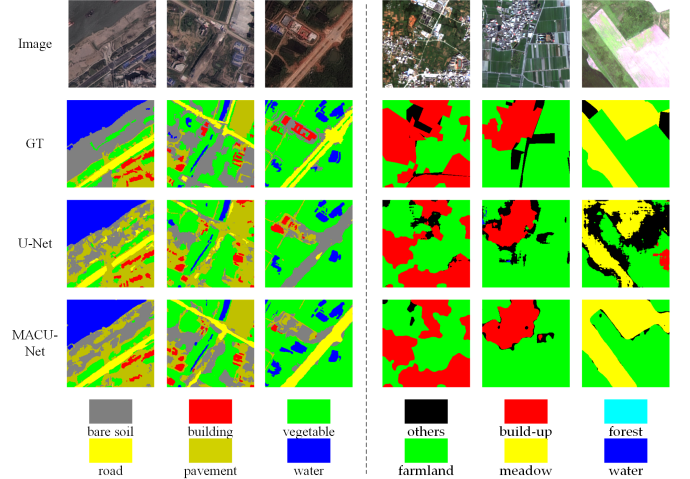 Image
GT
U-Net
MACU-
Net
bare soil building vegetable others build-up forest
road pavement water farmland meadow water